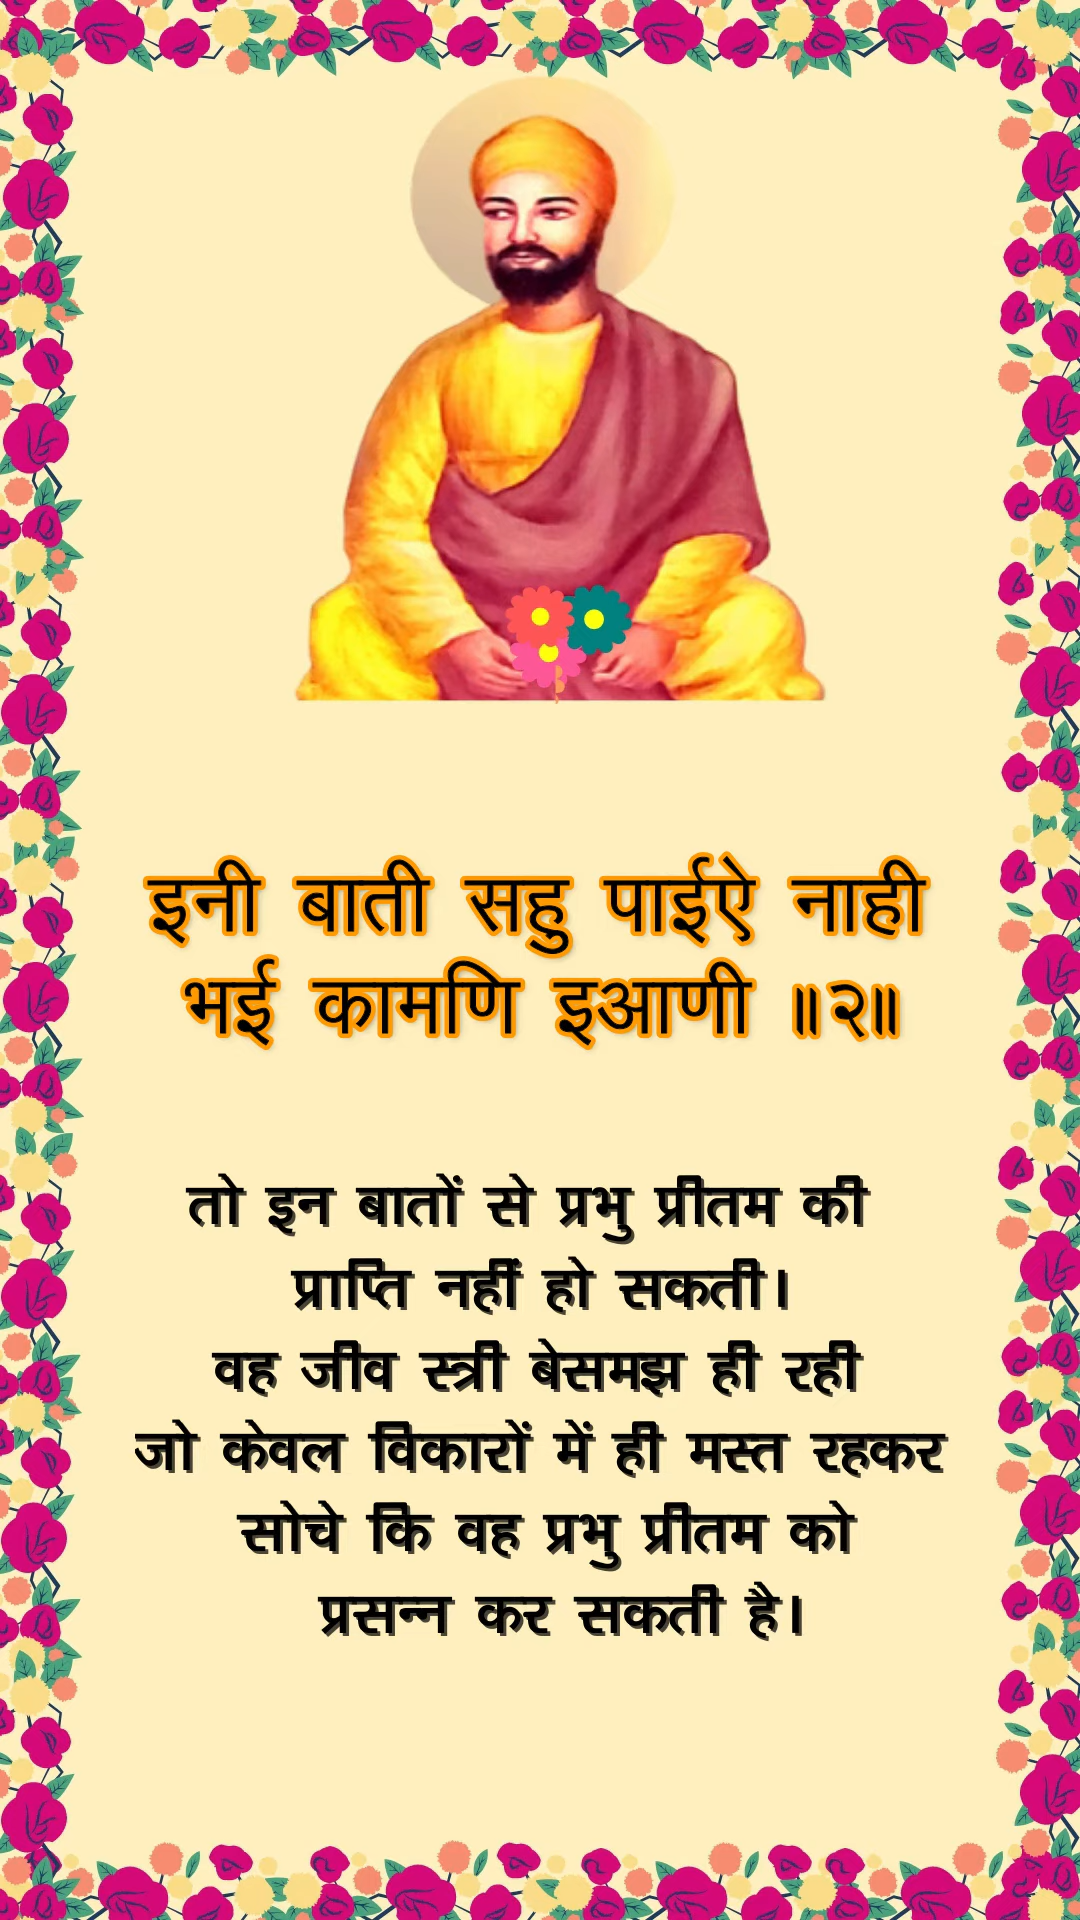 इनी बाती सहु पाईऐ नाही
भई कामणि इआणी ॥२॥
तो इन बातों से प्रभु प्रीतम की
प्राप्ति नहीं हो सकती।
वह जीव स्त्री बेसमझ ही रही
जो केवल विकारों में ही मस्त रहकर
सोचे कि वह प्रभु प्रीतम को
प्रसन्न कर सकती है।